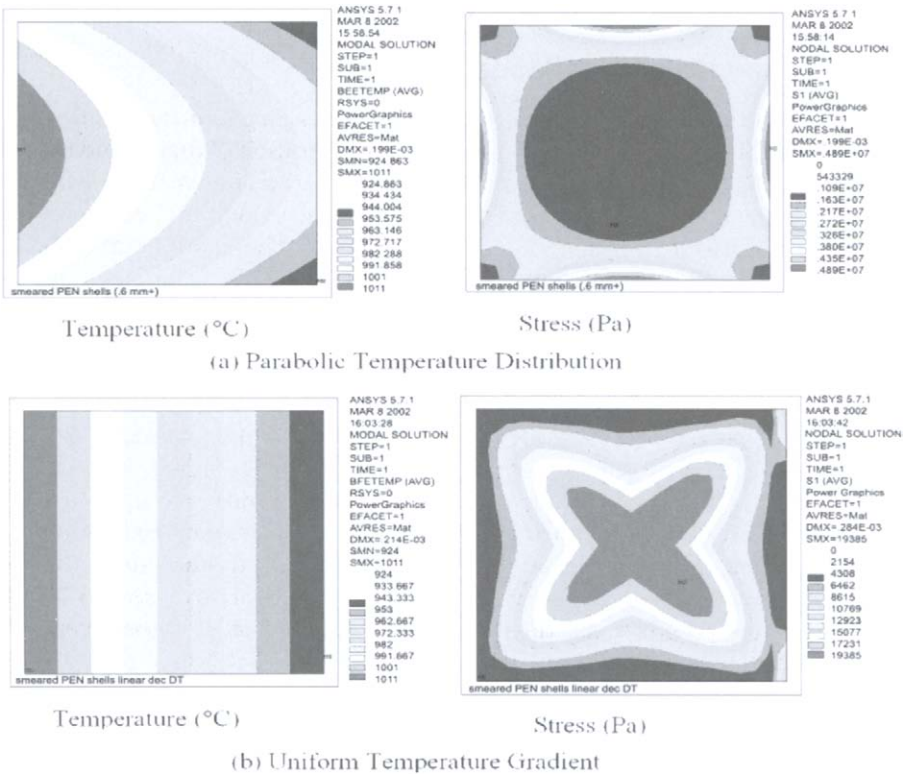 ANSYS 5.7 1
MAR 8 2002
15 58.54
MODAL SOLUTION
STEP=1
SUB=1
TIME=1
BEETEMP (AVG)
RSYS=0
PowerGraphics
EFACET=1
AVRES=Mat
DMX= .199E-03
SMN=924 863
SMX=1011
924.863
934.434
944.004
953.575
963.146
972.717
982.288
991.858
1001
1011
smeared PEN shells (.6 mm+)
Temperature (°C)
ANSYS 5.7 1
MAR 8 2002
15:58:14
NODAL SOLUTION
STEP=1
SUB=1
TIME=1
S1 (AVG)
PowerGraphics
EFACET=1
AVRES=Mat
DMX=.199E-03
SMX=.489E+07
0
543329
.109E+07
.163E+07
.217E+07
.272E+07
.326E+07
.380E+07
.435E+07
.489E+07
smeared PEN shells (.6 mm+)
Stress (Pa)
(a) Parabolic Temperature Distribution
ANSYS 5.7.1
MAR 8 2002
16:03:28
MODAL SOLUTION
STEP=1
SUB=1
TIME=1
BFETEMP (AVG)
RSYS=0
PowerGraphics
EFACET=1
AVRES=Mat
DMX= 214E-03
SMN=924
SMX=1011
924
933.667
943.333
953
962.667
972.333
982
991.667
1001
1011
smeared PEN shells linear dec DT
Temperature (°C)
ANSYS 5.7.1
MAR 8 2002
16:03:42
NODAL SOLUTION
STEP=1
SUB=1
TIME=1
S1 (AVG)
Power Graphics
EFACET=1
AVRES=Mat
DMX= 284E-03
SMX=19385
0
2154
4308
6462
8615
10769
12923
15077
17231
19385
smeared PEN shells linear dec DT
Stress (Pa)
(b) Uniform Temperature Gradient